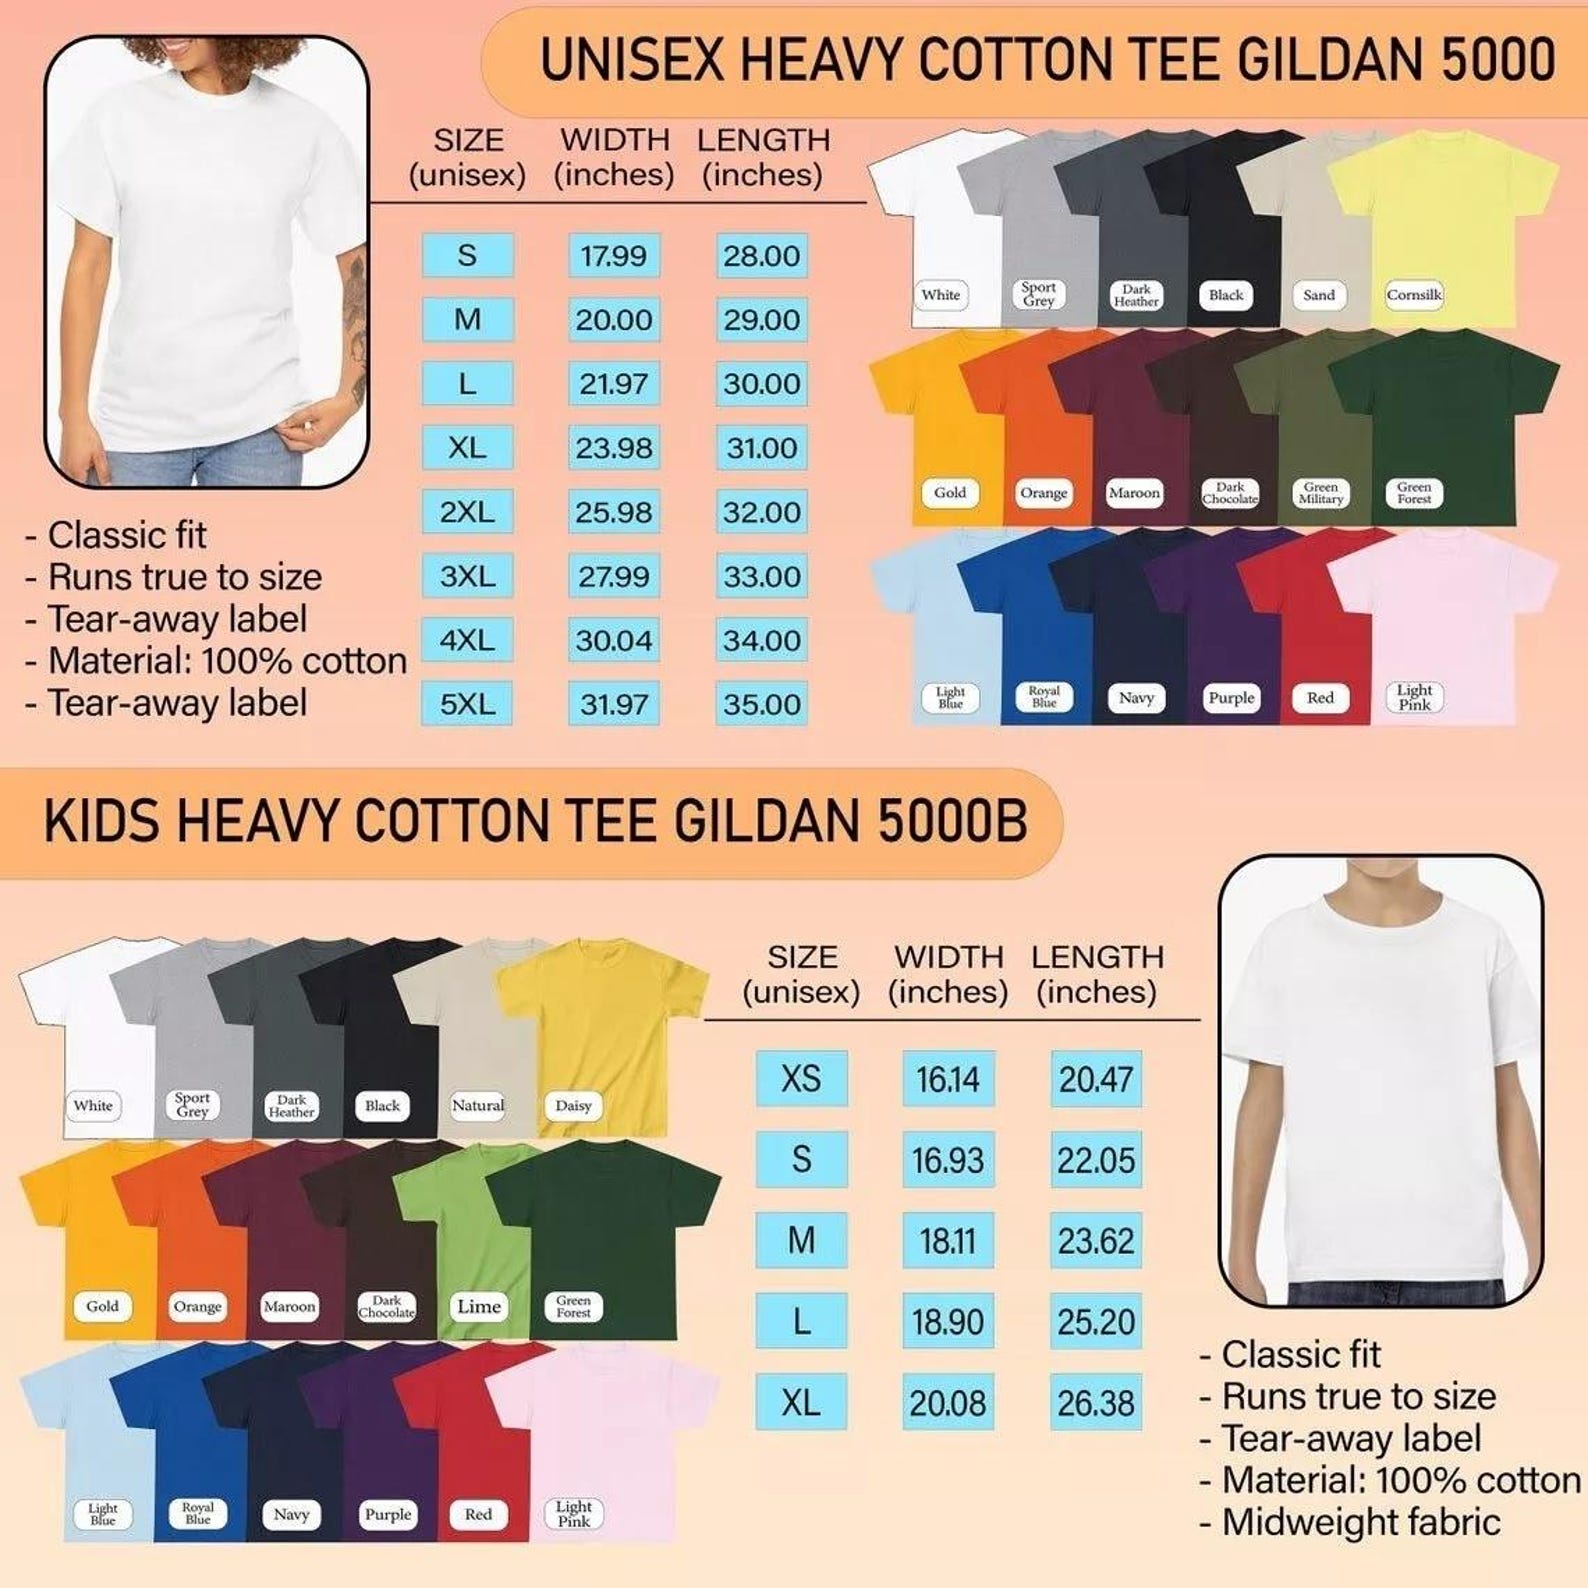 UNISEX HEAVY COTTON TEE GILDAN 5000
SIZE WIDTH LENGTH
(unisex) (inches) (inches)
S 17.99 28.00
M 20.00 29.00
L 21.97 30.00
XL 23.98 31.00
2XL 25.98 32.00
3XL 27.99 33.00
4XL 30.04 34.00
5XL 31.97 35.00
- Classic fit
- Runs true to size
- Tear-away label
- Material: 100% cotton
- Tear-away label
White
Sport
Grey
Dark
Heather
Black
Sand
Cornsilk
Gold
Orange
Maroon
Dark
Chocolate
Green
Military
Green
Forest
Light
Blue
Royal
Blue
Navy
Purple
Red
Light
Pink
KIDS HEAVY COTTON TEE GILDAN 5000B
White
Sport
Grey
Dark
Heather
Black
Natural
Daisy
Gold
Orange
Maroon
Dark
Chocolate
Lime
Green
Forest
Light
Blue
Royal
Blue
Navy
Purple
Red
Light
Pink
SIZE WIDTH LENGTH
(unisex) (inches) (inches)
XS 16.14 20.47
S 16.93 22.05
M 18.11 23.62
L 18.90 25.20
XL 20.08 26.38
- Classic fit
- Runs true to size
- Tear-away label
- Material: 100% cotton
- Midweight fabric